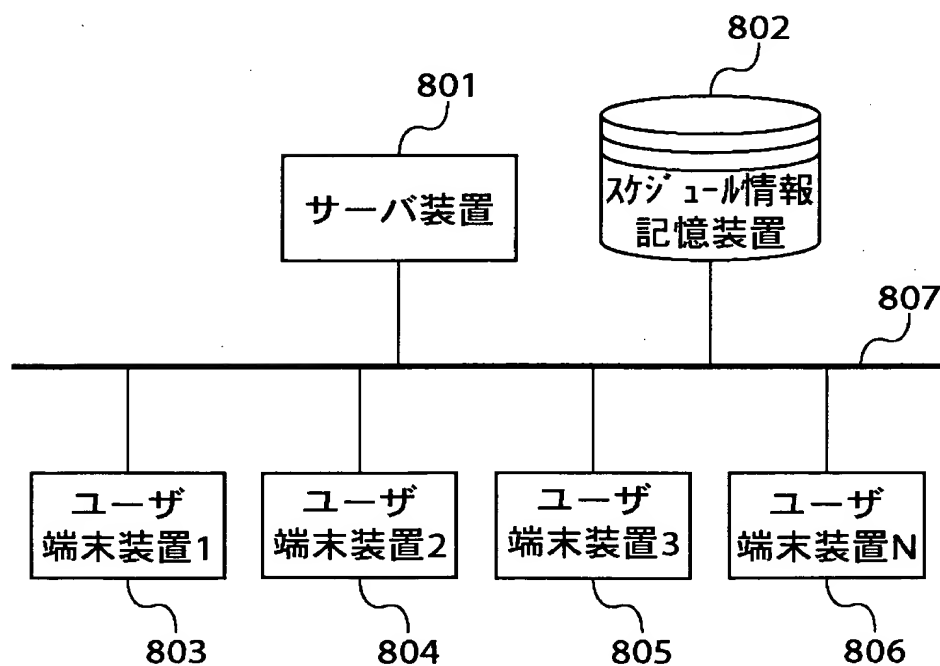 802
801
サーバ装置
スケジュール情報
記憶装置
807
ユーザ
端末装置1
ユーザ
端末装置2
ユーザ
端末装置3
ユーザ
端末装置N
803
804
805
806